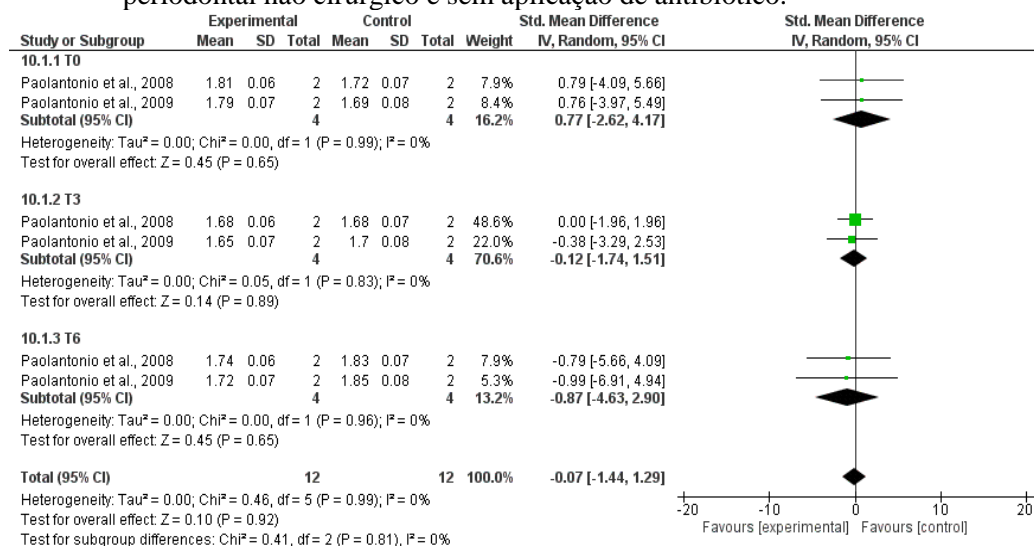 periodontal não cirúrgico e sem aplicação de antibiótico.
Experimental Control Std. Mean Difference Std. Mean Difference
Study or Subgroup Mean SD Total Mean SD Total Weight IV, Random, 95% CI IV, Random, 95% CI
10.1.1 T0
Paolantonio et al., 2008 1.81 0.06 2 1.72 0.07 2 7.9% 0.79 [-4.09, 5.66]
Paolantonio et al., 2009 1.79 0.07 2 1.69 0.08 2 8.4% 0.76 [-3.97, 5.49]
Subtotal (95% CI) 4 4 16.2% 0.77 [-2.62, 4.17]
Heterogeneity: Tau² = 0.00; Chi² = 0.00, df = 1 (P = 0.99); I² = 0%
Test for overall effect: Z = 0.45 (P = 0.65)
10.1.2 T3
Paolantonio et al., 2008 1.68 0.06 2 1.68 0.07 2 48.6% 0.00 [-1.96, 1.96]
Paolantonio et al., 2009 1.65 0.07 2 1.7 0.08 2 22.0% -0.38 [-3.29, 2.53]
Subtotal (95% CI) 4 4 70.6% -0.12 [-1.74, 1.51]
Heterogeneity: Tau² = 0.00; Chi² = 0.05, df = 1 (P = 0.83); I² = 0%
Test for overall effect: Z = 0.14 (P = 0.89)
10.1.3 T6
Paolantonio et al., 2008 1.74 0.06 2 1.83 0.07 2 7.9% -0.79 [-5.66, 4.09]
Paolantonio et al., 2009 1.72 0.07 2 1.85 0.08 2 5.3% -0.99 [-6.91, 4.94]
Subtotal (95% CI) 4 4 13.2% -0.87 [-4.63, 2.90]
Heterogeneity: Tau² = 0.00; Chi² = 0.00, df = 1 (P = 0.96); I² = 0%
Test for overall effect: Z = 0.45 (P = 0.65)
Total (95% CI) 12 12 100.0% -0.07 [-1.44, 1.29]
Heterogeneity: Tau² = 0.00; Chi² = 0.46, df = 5 (P = 0.99); I² = 0%
Test for overall effect: Z = 0.10 (P = 0.92)
Test for subgroup differences: Chi² = 0.41, df = 2 (P = 0.81), I² = 0%
-20 -10 0 10 20
Favours [experimental] Favours [control]